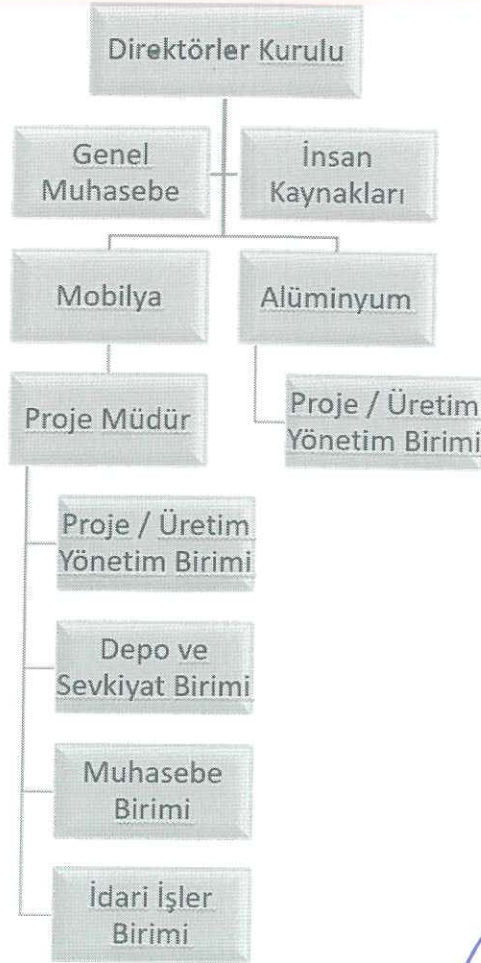 Direktörler Kurulu
Genel
Muhasebe
İnsan
Kaynakları
Mobilya
Alüminyum
Proje Müdür
Proje / Üretim
Yönetim Birimi
Proje / Üretim
Yönetim Birimi
Depo ve
Sevkiyat Birimi
Muhasebe
Birimi
İdari İşler
Birimi